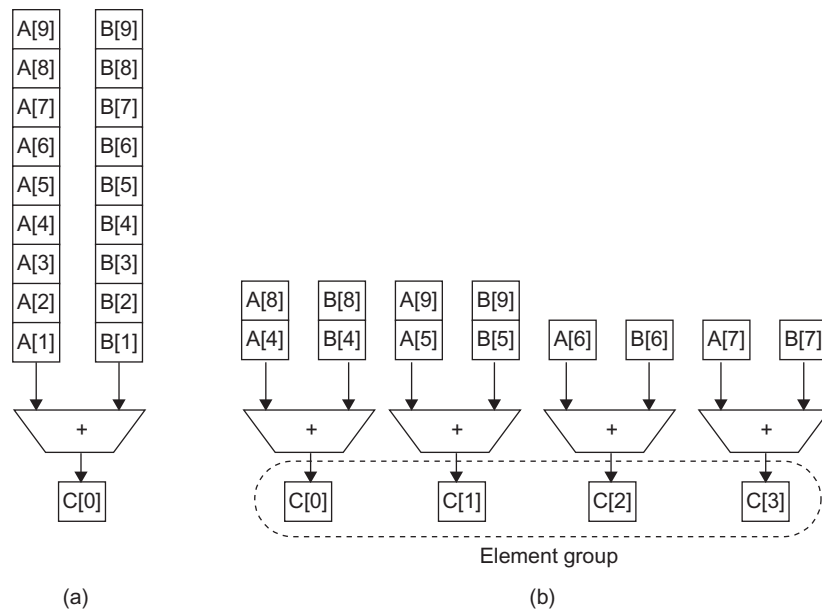 A[9] B[9]
A[8] B[8]
A[7] B[7]
A[6] B[6]
A[5] B[5]
A[4] B[4]
A[3] B[3]
A[2] B[2]
A[1] B[1]
+
C[0]
(a)
A[8] B[8] A[9] B[9]
A[4] B[4] A[5] B[5] A[6] B[6] A[7] B[7]
+ + + +
C[0] C[1] C[2] C[3]
Element group
(b)